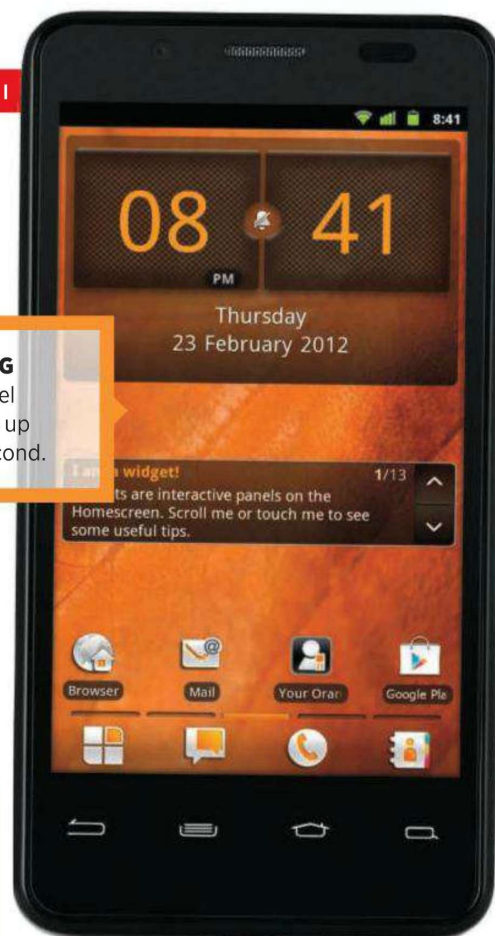 8:41
08
41
PM
Thursday
23 February 2012
G
el
up
cond.
I am a widget!
1/13
ts are interactive panels on the
Homescreen. Scroll me or touch me to see
some useful tips.
Browser
Mail
Your Oran
Google Pla